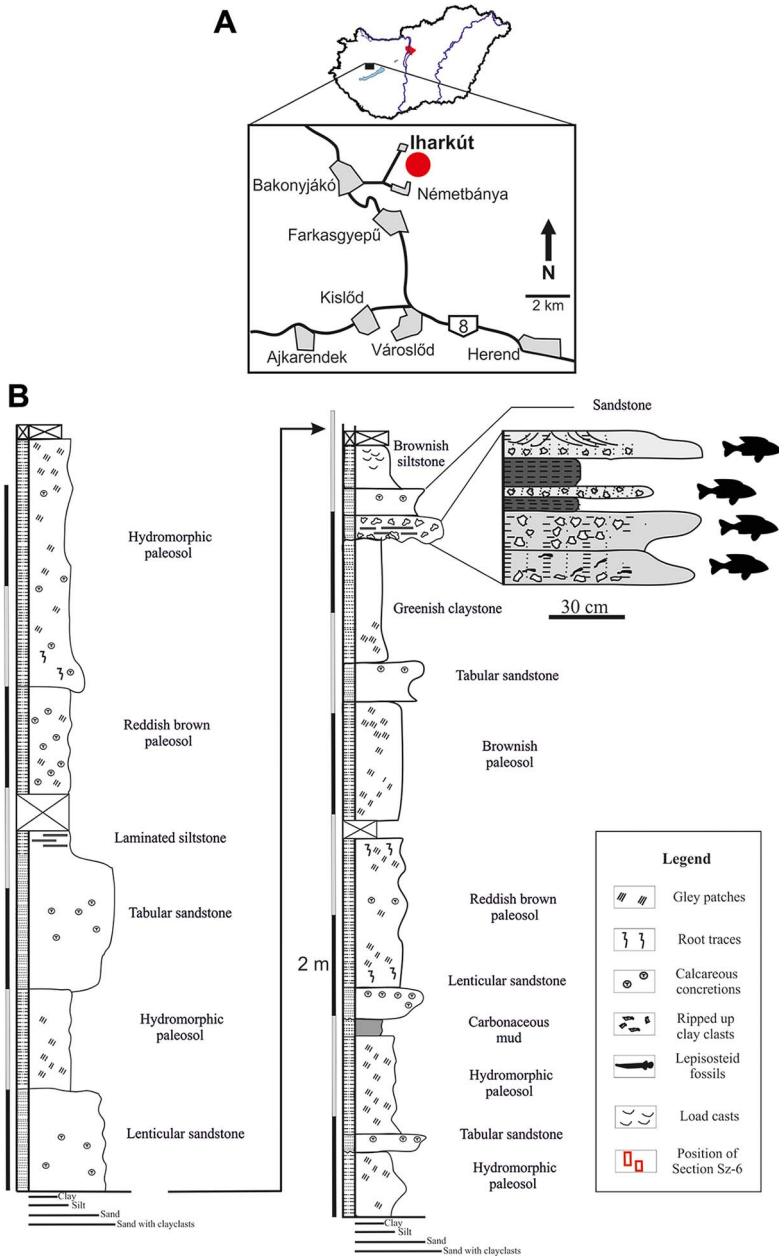 A
Iharkút
Bakonyjákó
Németbánya
Farkasgyepű
N
2 km
Kislőd
8
Ajkarendek
Városlőd
Herend
B
Hydromorphic
paleosol
Reddish brown
paleosol
Laminated siltstone
Tabular sandstone
Hydromorphic
paleosol
Lenticular sandstone
Clay
Silt
Sand
Sand with clayclasts
Sandstone
Brownish
siltstone
30 cm
Greenish claystone
Tabular sandstone
Brownish
paleosol
Reddish brown
paleosol
2 m
Lenticular sandstone
Carbonaceous
mud
Hydromorphic
paleosol
Tabular sandstone
Hydromorphic
paleosol
Clay
Silt
Sand
Sand with clayclasts
Legend
Gley patches
Root traces
Calcareous
concretions
Ripped up
clay clasts
Lepisosteid
fossils
Load casts
Position of
Section Sz-6